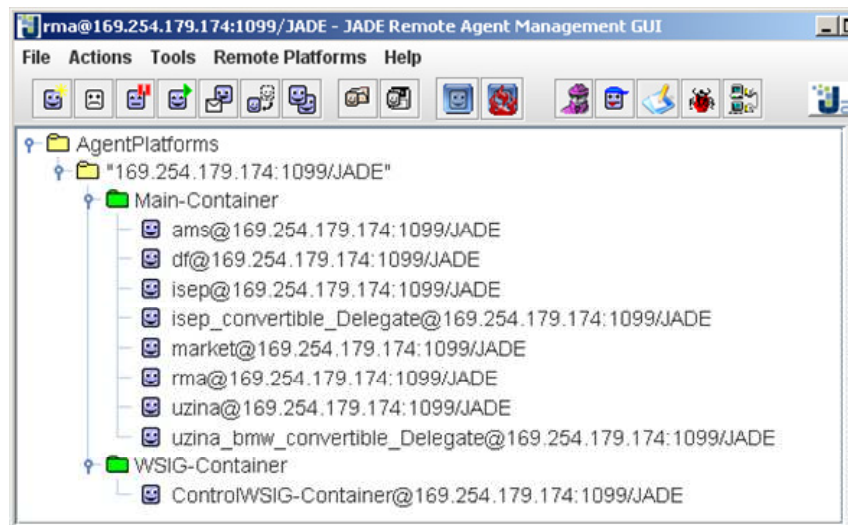 rma@169.254.179.174:1099/JADE - JADE Remote Agent Management GUI
File Actions Tools Remote Platforms Help
AgentPlatforms
"169.254.179.174:1099/JADE"
Main-Container
ams@169.254.179.174:1099/JADE
df@169.254.179.174:1099/JADE
isep@169.254.179.174:1099/JADE
isep_convertible_Delegate@169.254.179.174:1099/JADE
market@169.254.179.174:1099/JADE
rma@169.254.179.174:1099/JADE
uzina@169.254.179.174:1099/JADE
uzina_bmw_convertible_Delegate@169.254.179.174:1099/JADE
WSIG-Container
ControlWSIG-Container@169.254.179.174:1099/JADE